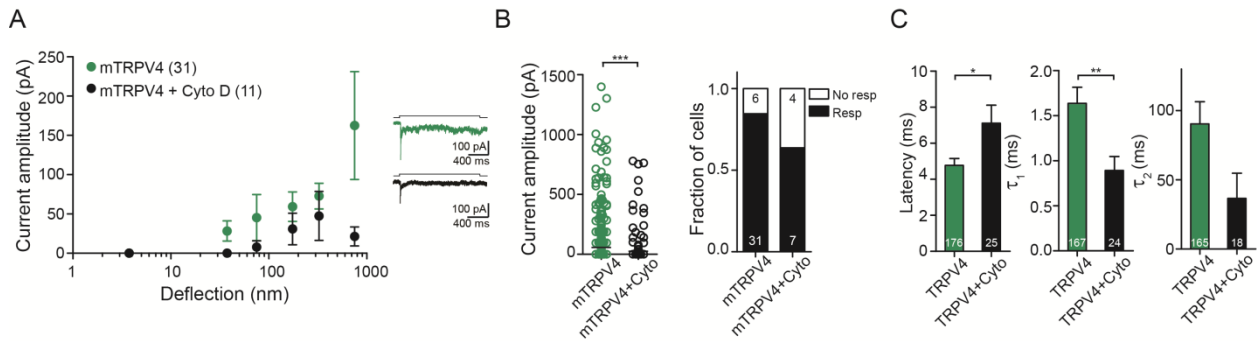 A
mTRPV4 (31)
mTRPV4 + Cyto D (11)
Current amplitude (pA)
250
200
150
100
50
0
1
10
100
1000
Deflection (nm)
100 pA
400 ms
100 pA
400 ms
B
Current amplitude (pA)
1500
1000
500
0
***
mTRPV4
mTRPV4+Cyto
Fraction of cells
1.0
0.5
0.0
6
4
31
7
No resp
Resp
mTRPV4
mTRPV4+Cyto
C
Latency (ms)
10
8
6
4
2
0
*
176
25
TRPV4
TRPV4+Cyto
τ1 (ms)
2.0
1.5
1.0
0.5
0.0
**
167
24
TRPV4
TRPV4+Cyto
τ2 (ms)
100
50
0
165
18
TRPV4
TRPV4+Cyto